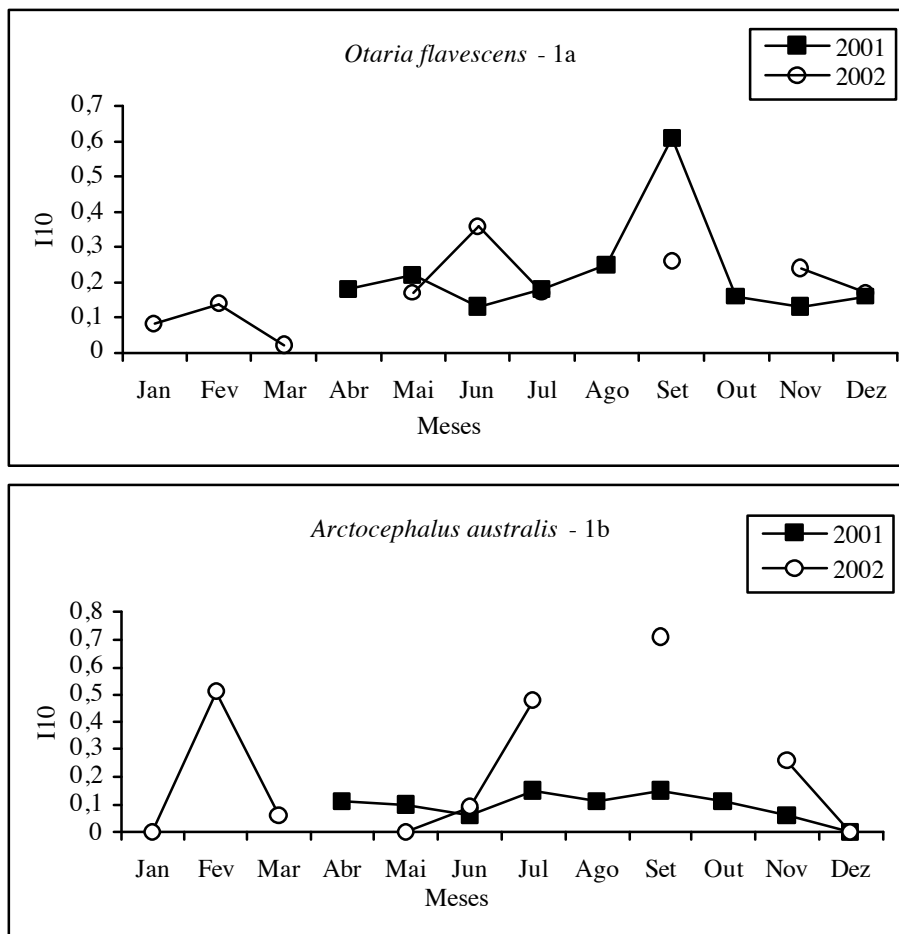 Otaria flavescens - 1a
2001
2002
0,7
0,6
0,5
0,4
0,3
0,2
0,1
0
I10
Jan Fev Mar Abr Mai Jun Jul Ago Set Out Nov Dez
Meses
Arctocephalus australis - 1b
2001
2002
0,8
0,7
0,6
0,5
0,4
0,3
0,2
0,1
0
I10
Jan Fev Mar Abr Mai Jun Jul Ago Set Out Nov Dez
Meses